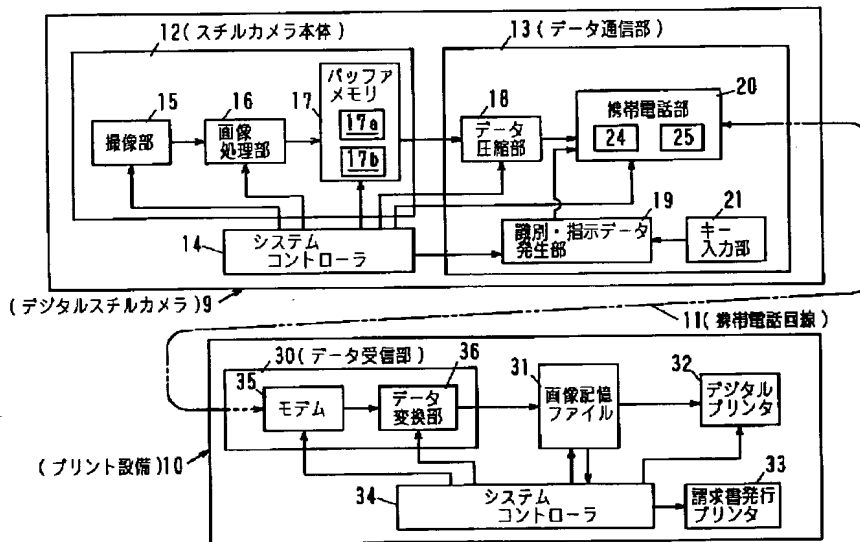 12(スチルカメラ本体)
13(データ通信部)
15
撮像部
16
画像
処理部
17
バッファ
メモリ
17a
17b
18
データ
圧縮部
20
携帯電話部
24
25
19
識別・指示データ
発生部
21
キー
入力部
14
システム
コントローラ
(デジタルスチルカメラ)9
11(携帯電話回線)
30(データ受信部)
35
モデム
36
データ
変換部
31
画像記憶
ファイル
32
デジタル
プリンタ
(プリント設備)10
34
システム
コントローラ
33
請求書発行
プリンタ